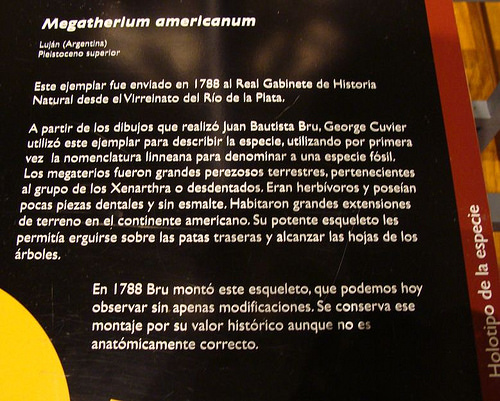 Megatherium americanum
Luján (Argentina)
Pleistoceno superior
Este ejemplar fue enviado en 1788 al Real Gabinete de Historia
Natural desde el Virreinato del Río de la Plata.
A partir de los dibujos que realizó Juan Bautista Bru, George Cuvier
utilizó este ejemplar para describir la especie, utilizando por primera
vez la nomenclatura linneana para denominar a una especie fósil.
Los megaterios fueron grandes perezosos terrestres, pertenecientes
al grupo de los Xenarthra o desdentados. Eran herbívoros y poseían
pocas piezas dentales y sin esmalte. Habitaron grandes extensiones
de terreno en el continente americano. Su potente esqueleto les
permitía erguirse sobre las patas traseras y alcanzar las hojas de los
árboles.
En 1788 Bru montó este esqueleto, que podemos hoy
observar sin apenas modificaciones. Se conserva ese
montaje por su valor histórico aunque no es
anatómicamente correcto.
Holotipo de la especie